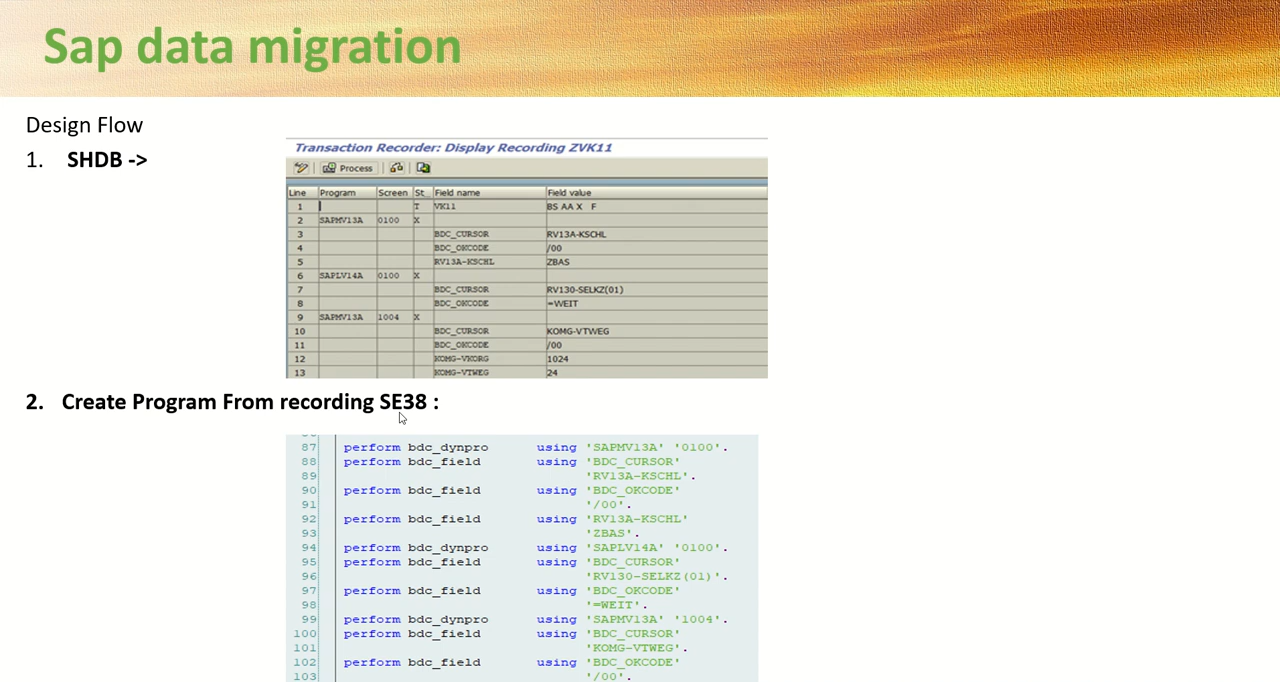 Sap data migration
Design Flow
1. SHDB ->
Transaction Recorder: Display Recording ZVK11
Process
Line Program Screen St_ Field name Field value
1 T VK11 BS AA X F
2 SAPMV13A 0100 X
3 BDC_CURSOR RV13A-KSCHL
4 BDC_OKCODE /00
5 RV13A-KSCHL ZBAS
6 SAPLV14A 0100 X
7 BDC_CURSOR RV130-SELKZ(01)
8 BDC_OKCODE =WEIT
9 SAPMV13A 1004 X
10 BDC_CURSOR KOMG-VTWEG
11 BDC_OKCODE /00
12 KOMG-VKORG 1024
13 KOMG-VTWEG 24
2. Create Program From recording SE38 :
87 perform bdc_dynpro using 'SAPMV13A' '0100'.
88 perform bdc_field using 'BDC_CURSOR'
89 'RV13A-KSCHL'.
90 perform bdc_field using 'BDC_OKCODE'
91 '/00'.
92 perform bdc_field using 'RV13A-KSCHL'
93 'ZBAS'.
94 perform bdc_dynpro using 'SAPLV14A' '0100'.
95 perform bdc_field using 'BDC_CURSOR'
96 'RV130-SELKZ(01)'.
97 perform bdc_field using 'BDC_OKCODE'
98 '=WEIT'.
99 perform bdc_dynpro using 'SAPMV13A' '1004'.
100 perform bdc_field using 'BDC_CURSOR'
101 'KOMG-VTWEG'.
102 perform bdc_field using 'BDC_OKCODE'
103 '/00'.